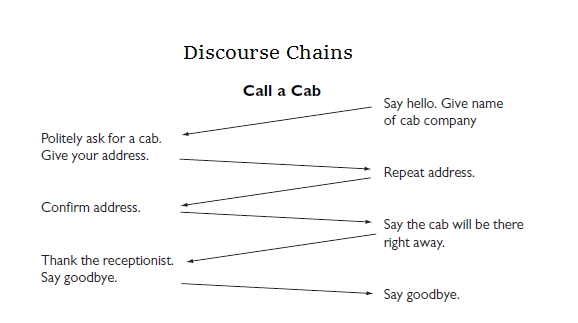 Discourse Chains
Call a Cab
Say hello. Give name
of cab company
Politely ask for a cab.
Give your address.
Repeat address.
Confirm address.
Say the cab will be there
right away.
Thank the receptionist.
Say goodbye.
Say goodbye.